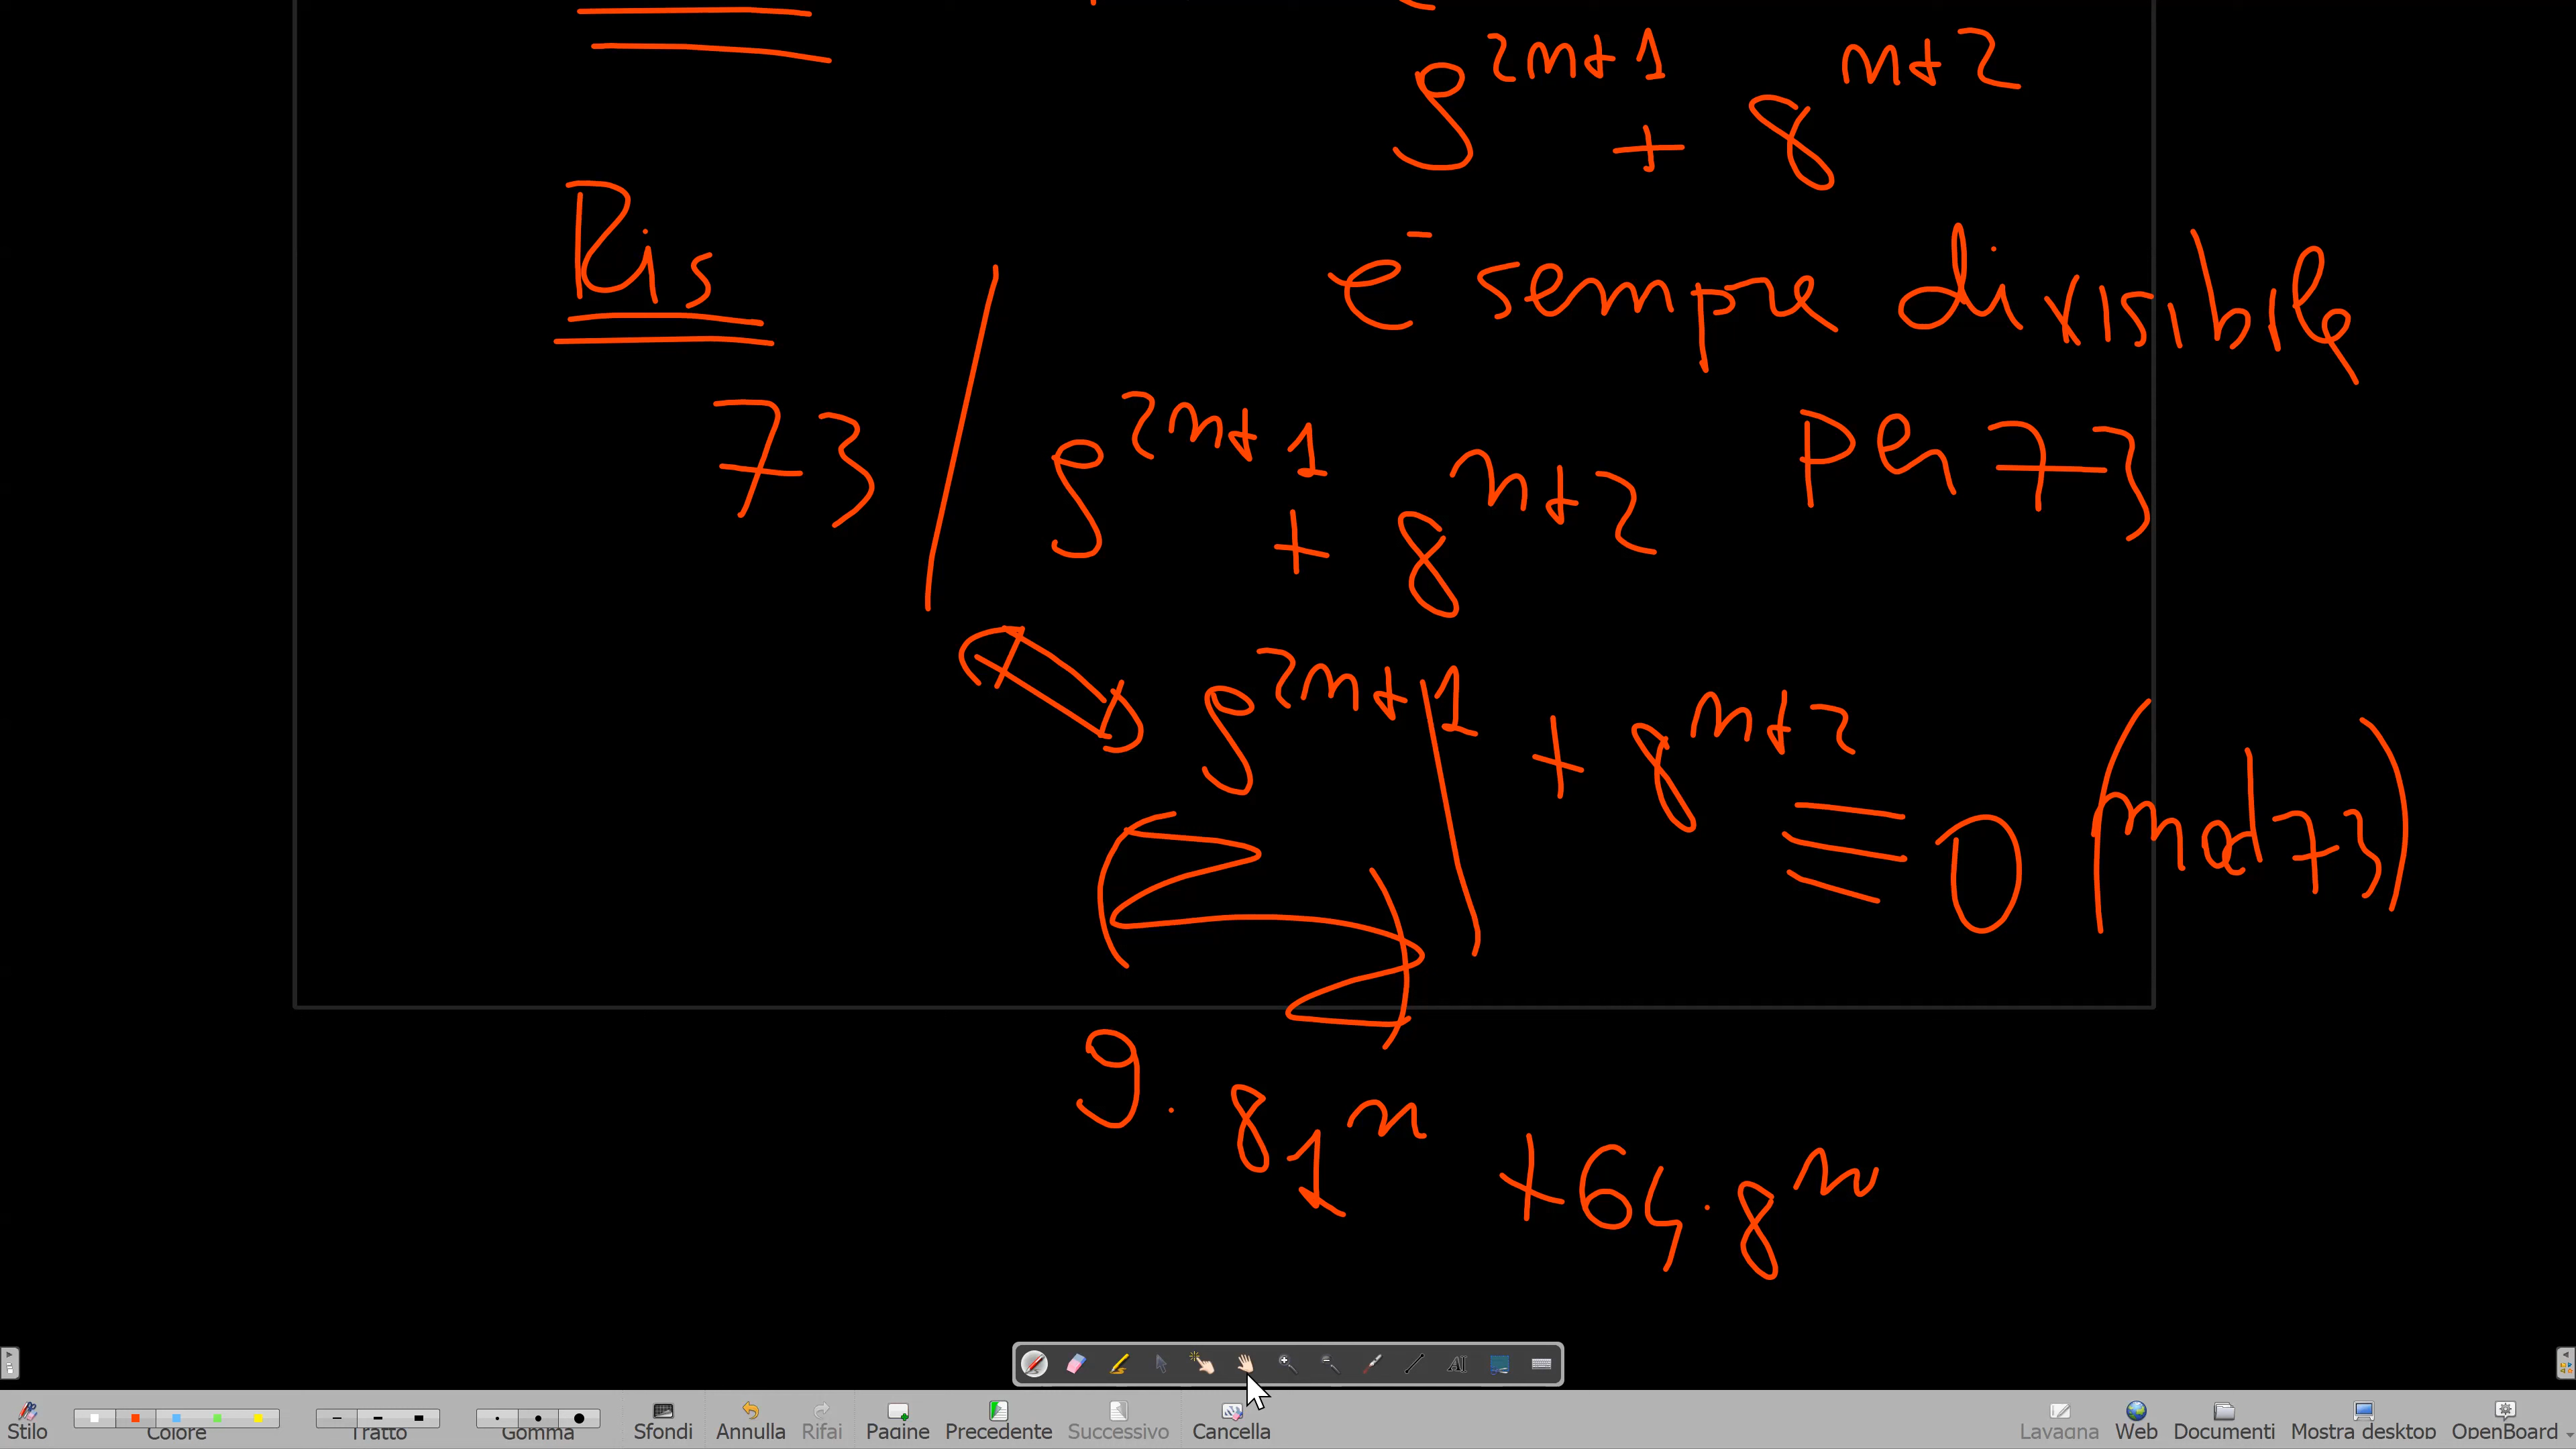 9^{2n+1} + 8^{n+2}
Ris
è sempre divisibile
per 73
73 | 9^{2n+1} + 8^{n+2}
⇔ 9^{2n+1} + 8^{n+2} ≡ 0 (mod 73)
9 · 81^n + 64 · 8^n
Stilo
Colore
Tratto
Gomma
Sfondi
Annulla
Rifai
Pagine
Precedente
Successivo
Cancella
Lavagna
Web
Documenti
Mostra desktop
OpenBoard